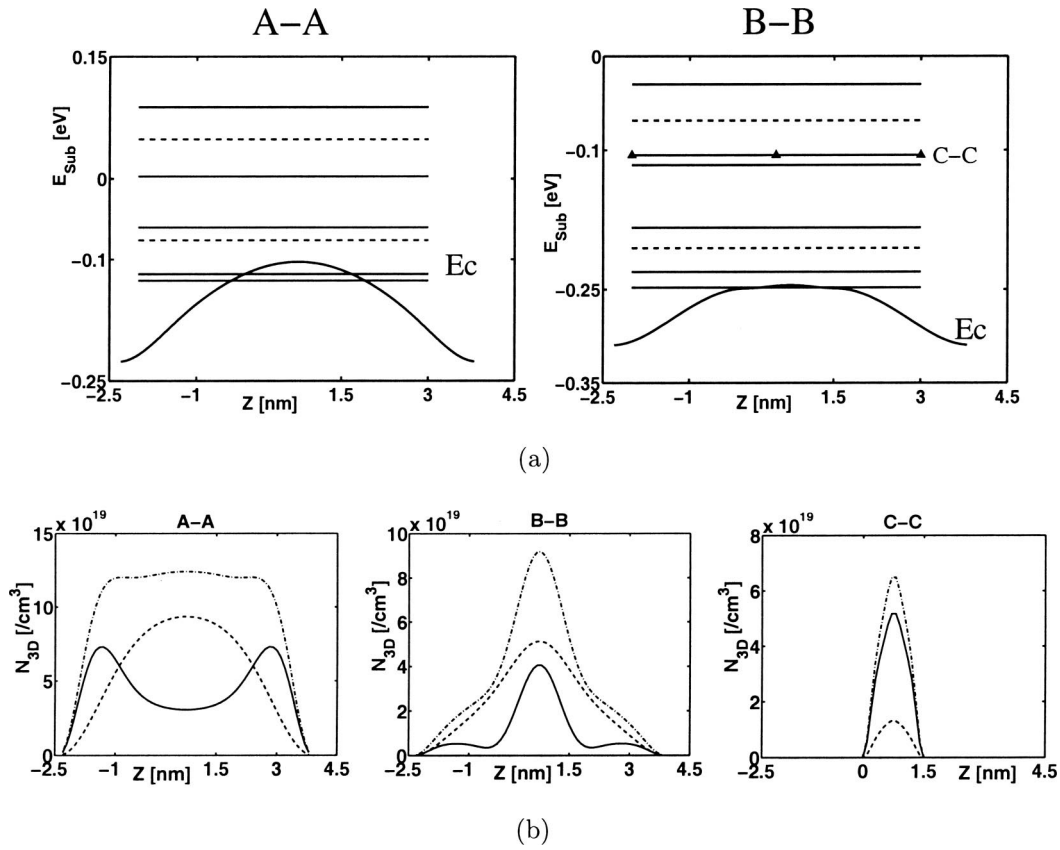 A−A
B−B
0.15
0
−0.1
−0.25
E_Sub [eV]
Ec
−2.5 −1 1.5 3 4.5
Z [nm]
0
−0.1
−0.25
−0.35
E_Sub [eV]
C−C
Ec
−2.5 −1 1.5 3 4.5
Z [nm]
(a)
x 10^19
A−A
15
10
5
0
N_3D [/cm^3]
−2.5 −1 1.5 3 4.5
Z [nm]
x 10^19
B−B
10
8
6
4
2
0
N_3D [/cm^3]
−2.5 −1 1.5 3 4.5
Z [nm]
x 10^19
C−C
8
6
4
2
0
N_3D [/cm^3]
−2.5 0 1.5 4.5
Z [nm]
(b)